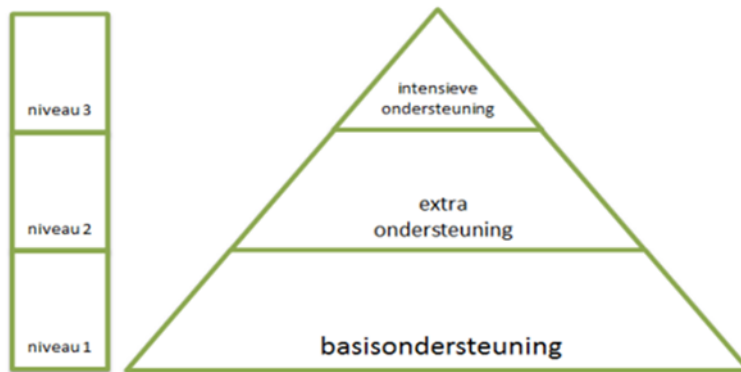 intensieve
ondersteuning
niveau 3
extra
ondersteuning
niveau 2
basisondersteuning
niveau 1